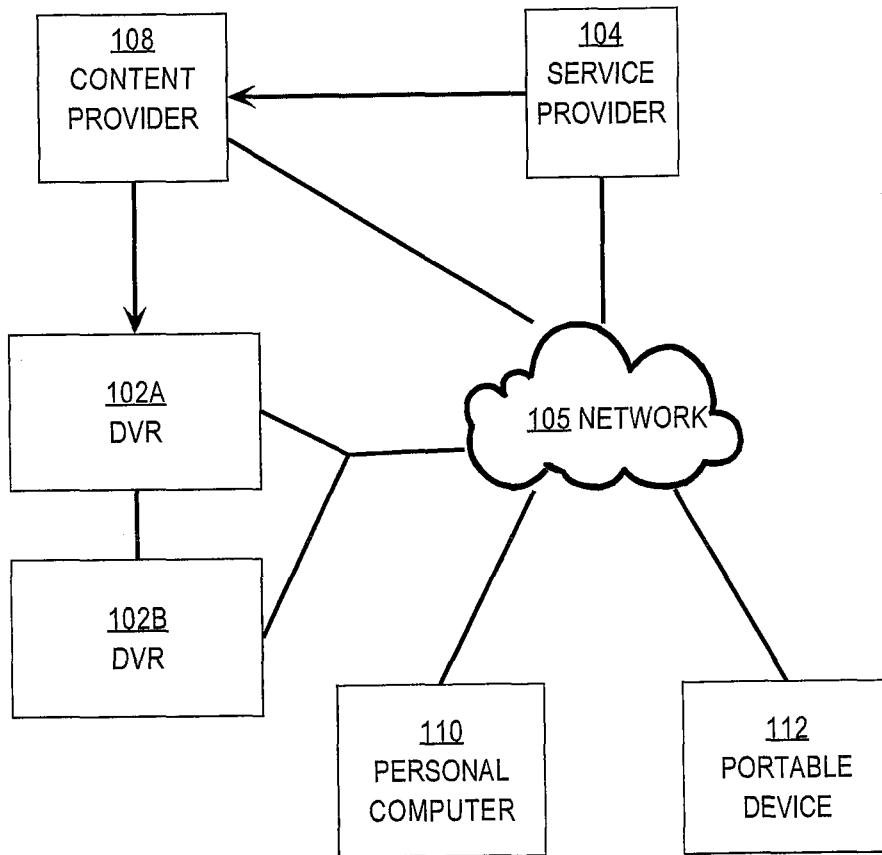 108
CONTENT
PROVIDER
104
SERVICE
PROVIDER
102A
DVR
105 NETWORK
102B
DVR
110
PERSONAL
COMPUTER
112
PORTABLE
DEVICE